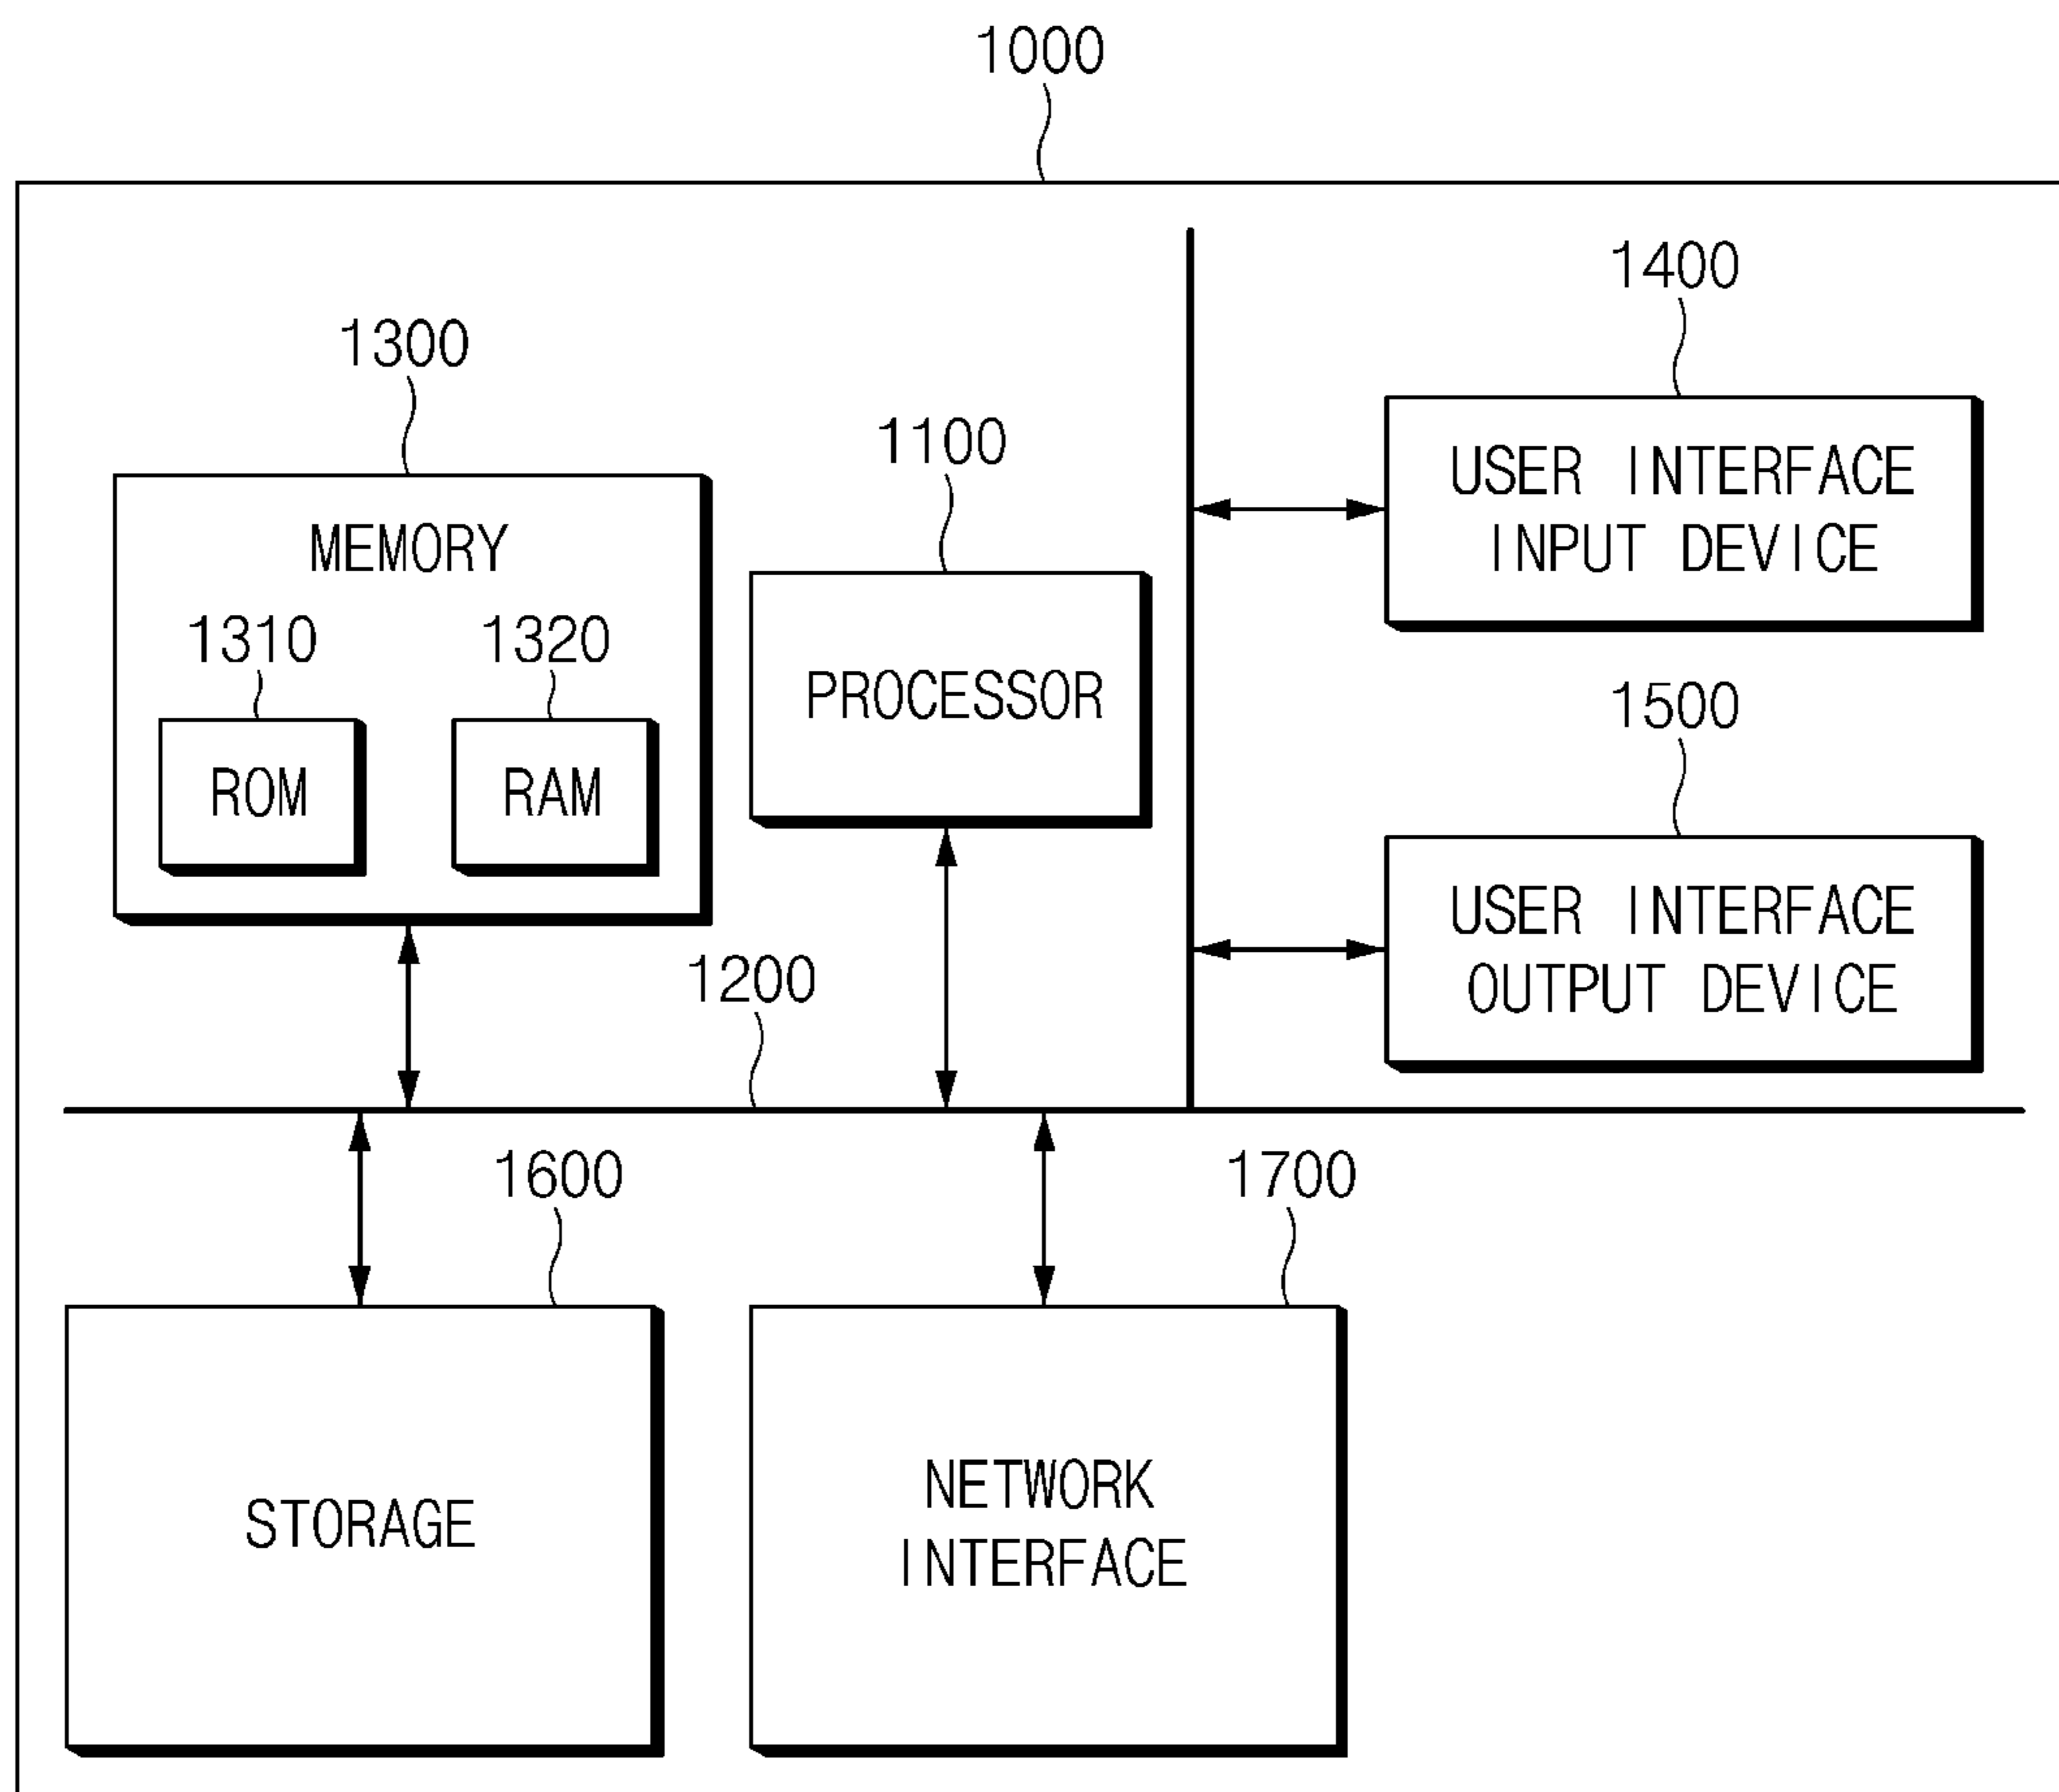 1000
1400
1300
1100
USER INTERFACE
INPUT DEVICE
MEMORY
1310
1320
PROCESSOR
1500
ROM
RAM
USER INTERFACE
OUTPUT DEVICE
1200
1600
1700
STORAGE
NETWORK
INTERFACE